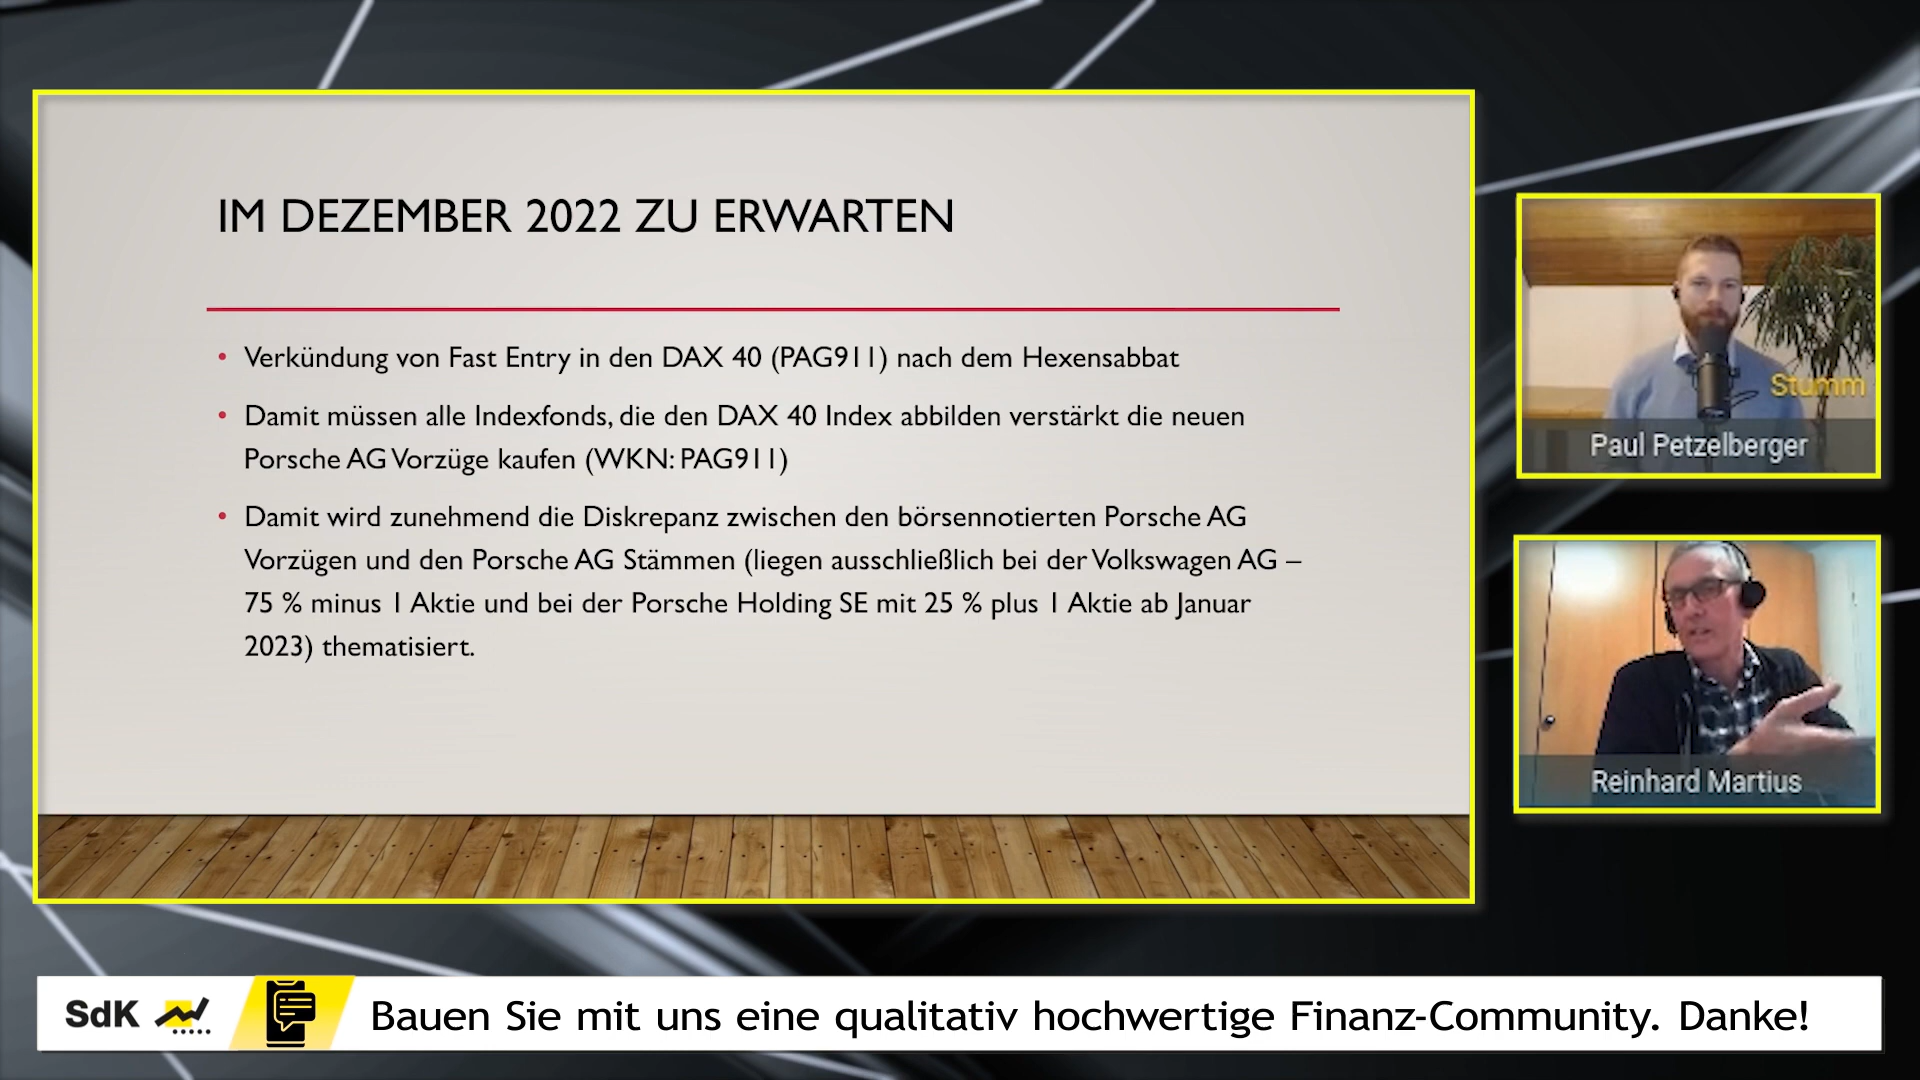 IM DEZEMBER 2022 ZU ERWARTEN
• Verkündung von Fast Entry in den DAX 40 (PAG911) nach dem Hexensabbat
• Damit müssen alle Indexfonds, die den DAX 40 Index abbilden verstärkt die neuen
Porsche AG Vorzüge kaufen (WKN: PAG911)
• Damit wird zunehmend die Diskrepanz zwischen den börsennotierten Porsche AG
Vorzügen und den Porsche AG Stämmen (liegen ausschließlich bei der Volkswagen AG –
75 % minus 1 Aktie und bei der Porsche Holding SE mit 25 % plus 1 Aktie ab Januar
2023) thematisiert.
Stumm
Paul Petzelberger
Reinhard Martius
SdK
Bauen Sie mit uns eine qualitativ hochwertige Finanz-Community. Danke!